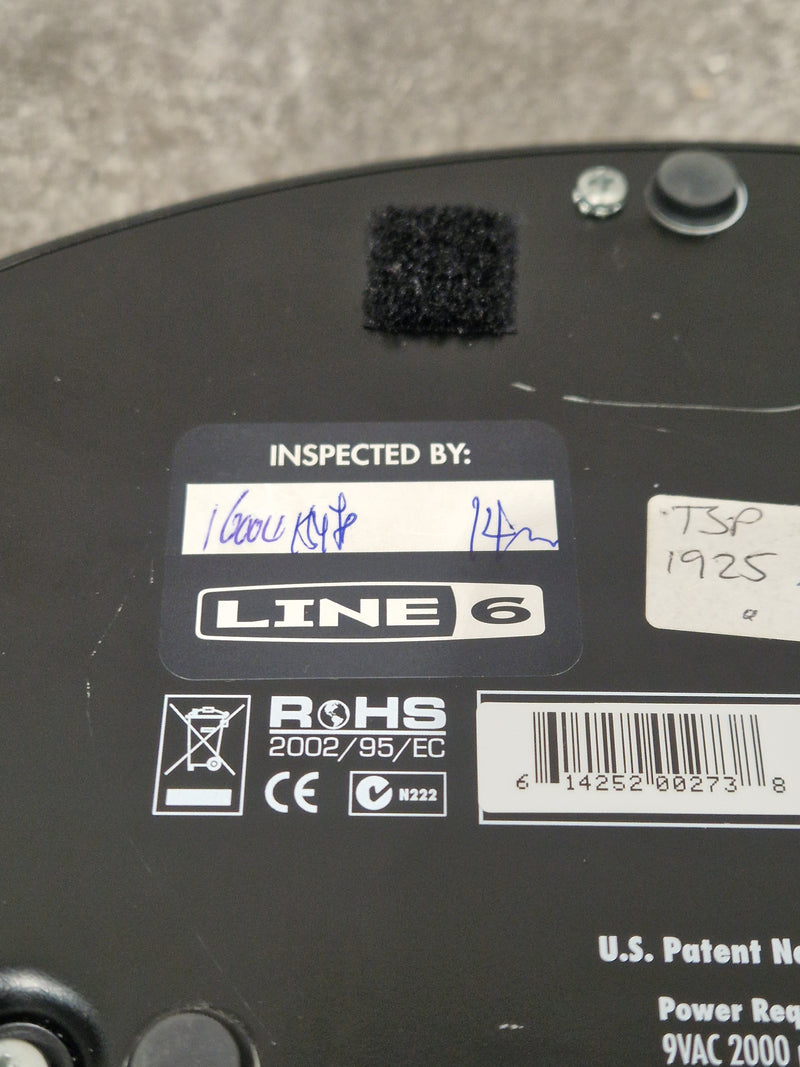 INSPECTED BY:
LINE 6
TSP
1925
ROHS
2002/95/EC
CE
N222
6 14252 00273 8
U.S. Patent
Power
9VAC 2000